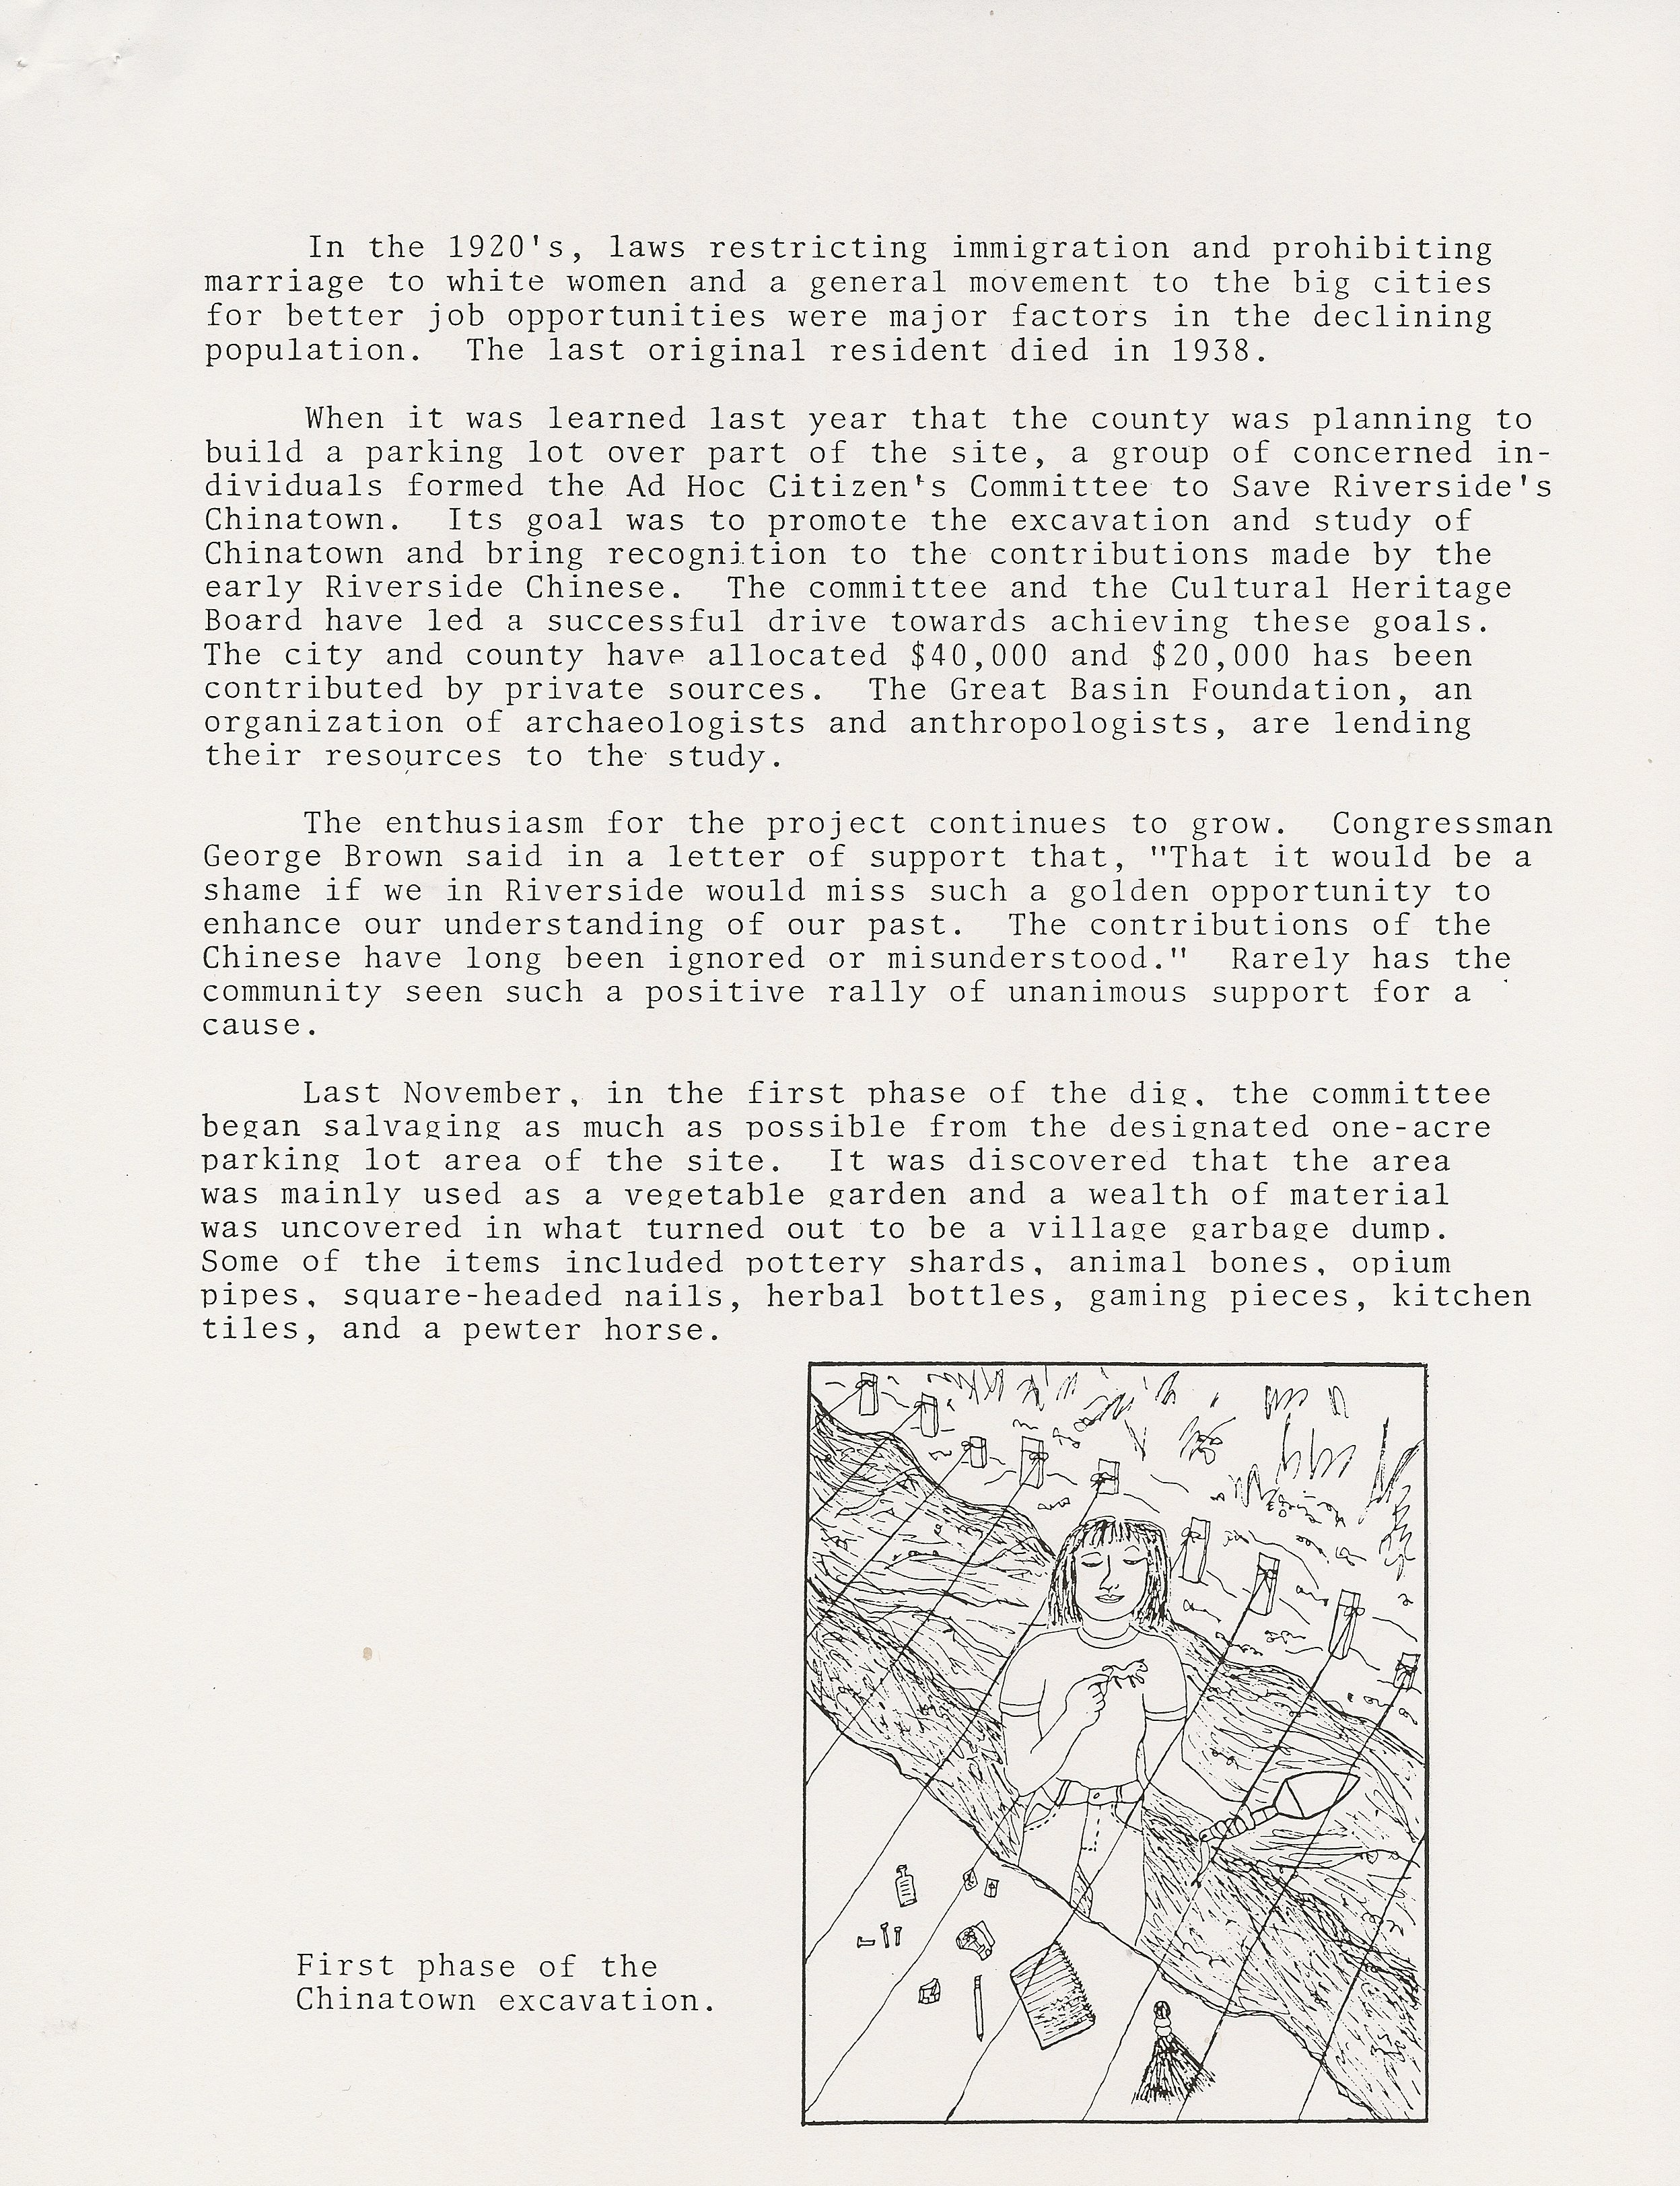 In the 1920's, laws restricting immigration and prohibiting
marriage to white women and a general movement to the big cities
for better job opportunities were major factors in the declining
population.  The last original resident died in 1938.
When it was learned last year that the county was planning to
build a parking lot over part of the site, a group of concerned in-
dividuals formed the Ad Hoc Citizen's Committee to Save Riverside's
Chinatown.  Its goal was to promote the excavation and study of
Chinatown and bring recognition to the contributions made by the
early Riverside Chinese.  The committee and the Cultural Heritage
Board have led a successful drive towards achieving these goals.
The city and county have allocated $40,000 and $20,000 has been
contributed by private sources.  The Great Basin Foundation, an
organization of archaeologists and anthropologists, are lending
their resources to the study.
The enthusiasm for the project continues to grow.  Congressman
George Brown said in a letter of support that, "That it would be a
shame if we in Riverside would miss such a golden opportunity to
enhance our understanding of our past.  The contributions of the
Chinese have long been ignored or misunderstood."  Rarely has the
community seen such a positive rally of unanimous support for a
cause.
Last November, in the first phase of the dig, the committee
began salvaging as much as possible from the designated one-acre
parking lot area of the site.  It was discovered that the area
was mainly used as a vegetable garden and a wealth of material
was uncovered in what turned out to be a village garbage dump.
Some of the items included pottery shards, animal bones, opium
pipes, square-headed nails, herbal bottles, gaming pieces, kitchen
tiles, and a pewter horse.
First phase of the
Chinatown excavation.